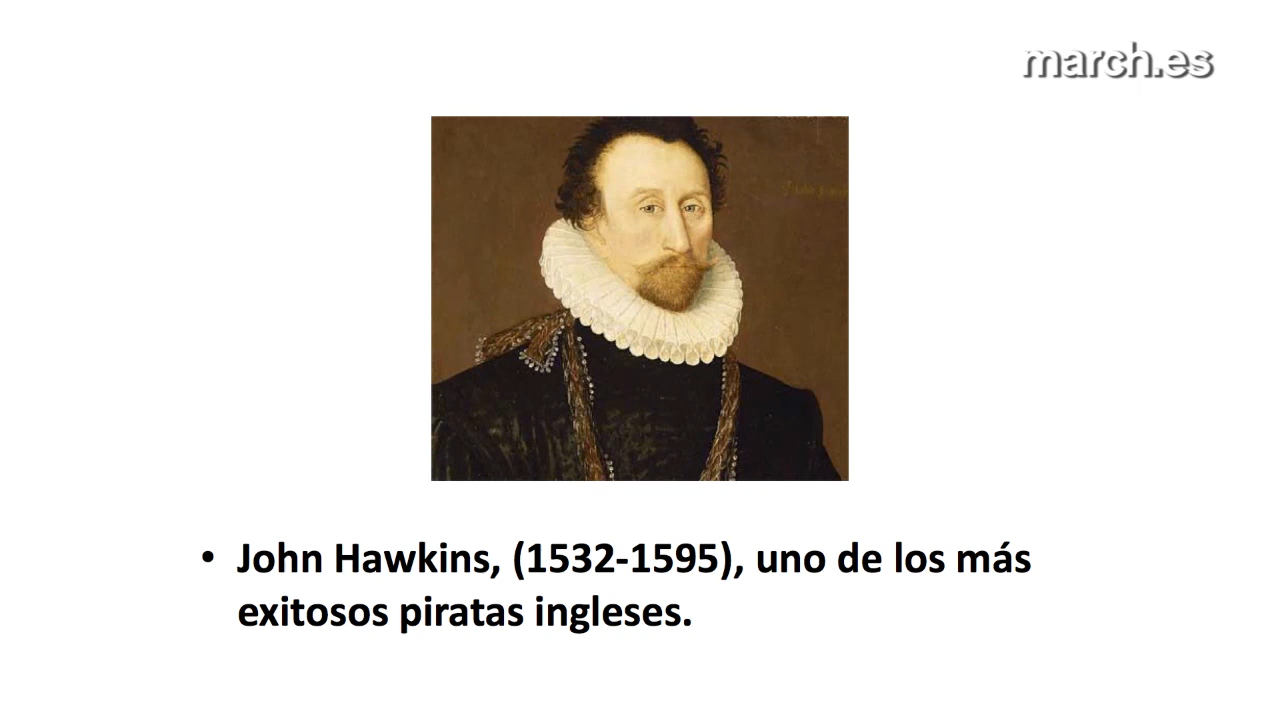 march.es
• John Hawkins, (1532-1595), uno de los más
exitosos piratas ingleses.